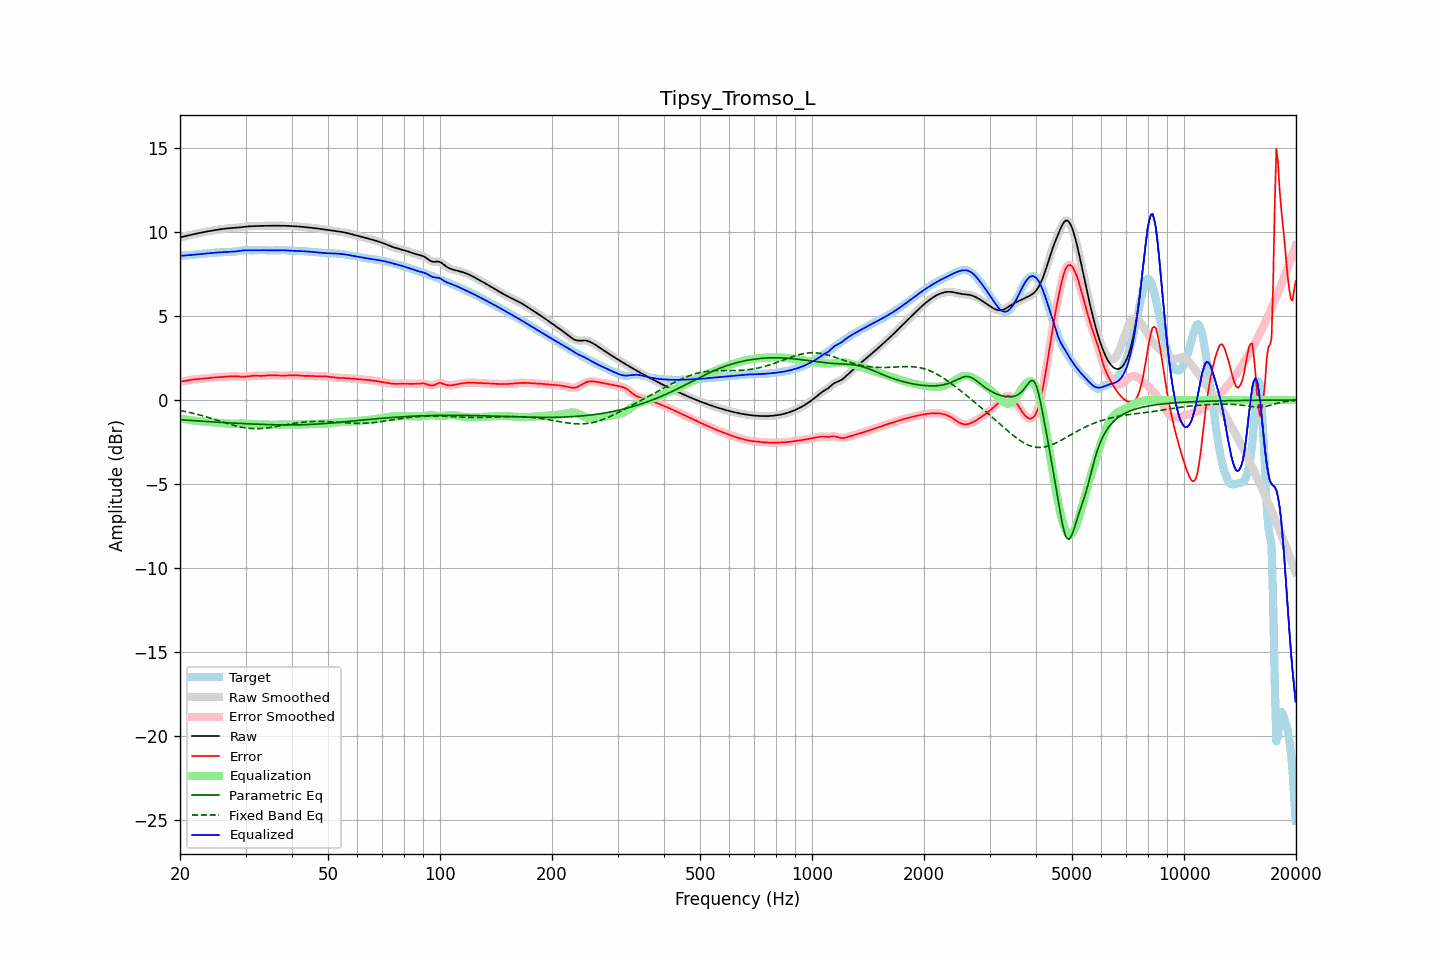 Tipsy_Tromso_L
Amplitude (dBr)
15
10
5
0
−5
−10
−15
−20
−25
Target
Raw Smoothed
Error Smoothed
Raw
Error
Equalization
Parametric Eq
Fixed Band Eq
Equalized
20 50 100 200 500 1000 2000 5000 10000 20000
Frequency (Hz)